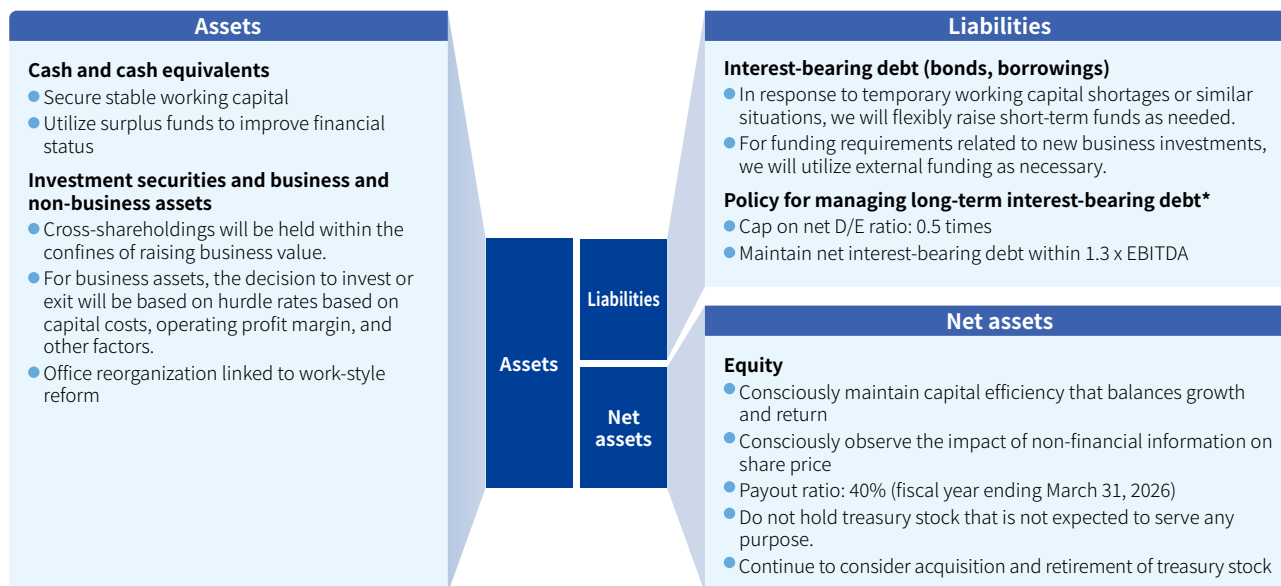 Assets
Cash and cash equivalents
Secure stable working capital
Utilize surplus funds to improve financial
status
Investment securities and business and
non-business assets
Cross-shareholdings will be held within the
confines of raising business value.
For business assets, the decision to invest or
exit will be based on hurdle rates based on
capital costs, operating profit margin, and
other factors.
Office reorganization linked to work-style
reform
Assets
Liabilities
Net
assets
Liabilities
Interest-bearing debt (bonds, borrowings)
In response to temporary working capital shortages or similar
situations, we will flexibly raise short-term funds as needed.
For funding requirements related to new business investments,
we will utilize external funding as necessary.
Policy for managing long-term interest-bearing debt*
Cap on net D/E ratio: 0.5 times
Maintain net interest-bearing debt within 1.3 x EBITDA
Net assets
Equity
Consciously maintain capital efficiency that balances growth
and return
Consciously observe the impact of non-financial information on
share price
Payout ratio: 40% (fiscal year ending March 31, 2026)
Do not hold treasury stock that is not expected to serve any
purpose.
Continue to consider acquisition and retirement of treasury stock